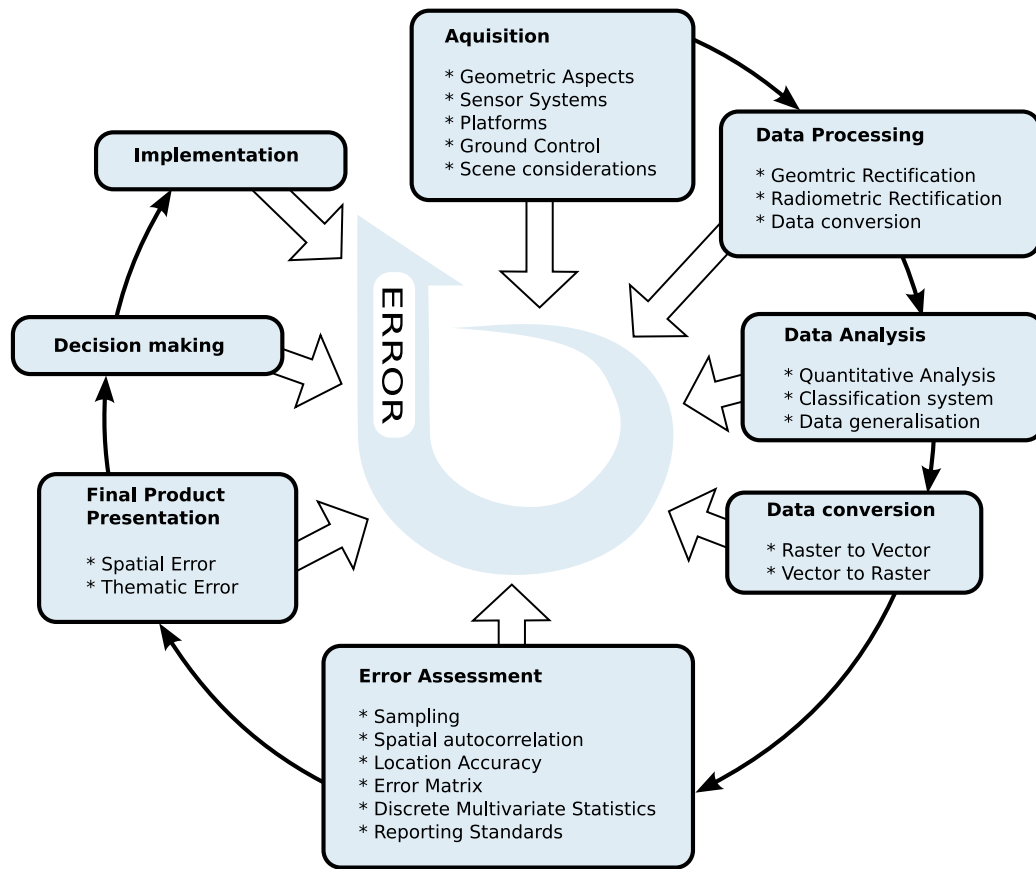 Aquisition
* Geometric Aspects
* Sensor Systems
* Platforms
* Ground Control
* Scene considerations
Data Processing
* Geomtric Rectification
* Radiometric Rectification
* Data conversion
Data Analysis
* Quantitative Analysis
* Classification system
* Data generalisation
Data conversion
* Raster to Vector
* Vector to Raster
Error Assessment
* Sampling
* Spatial autocorrelation
* Location Accuracy
* Error Matrix
* Discrete Multivariate Statistics
* Reporting Standards
Final Product
Presentation
* Spatial Error
* Thematic Error
Decision making
Implementation
ERROR